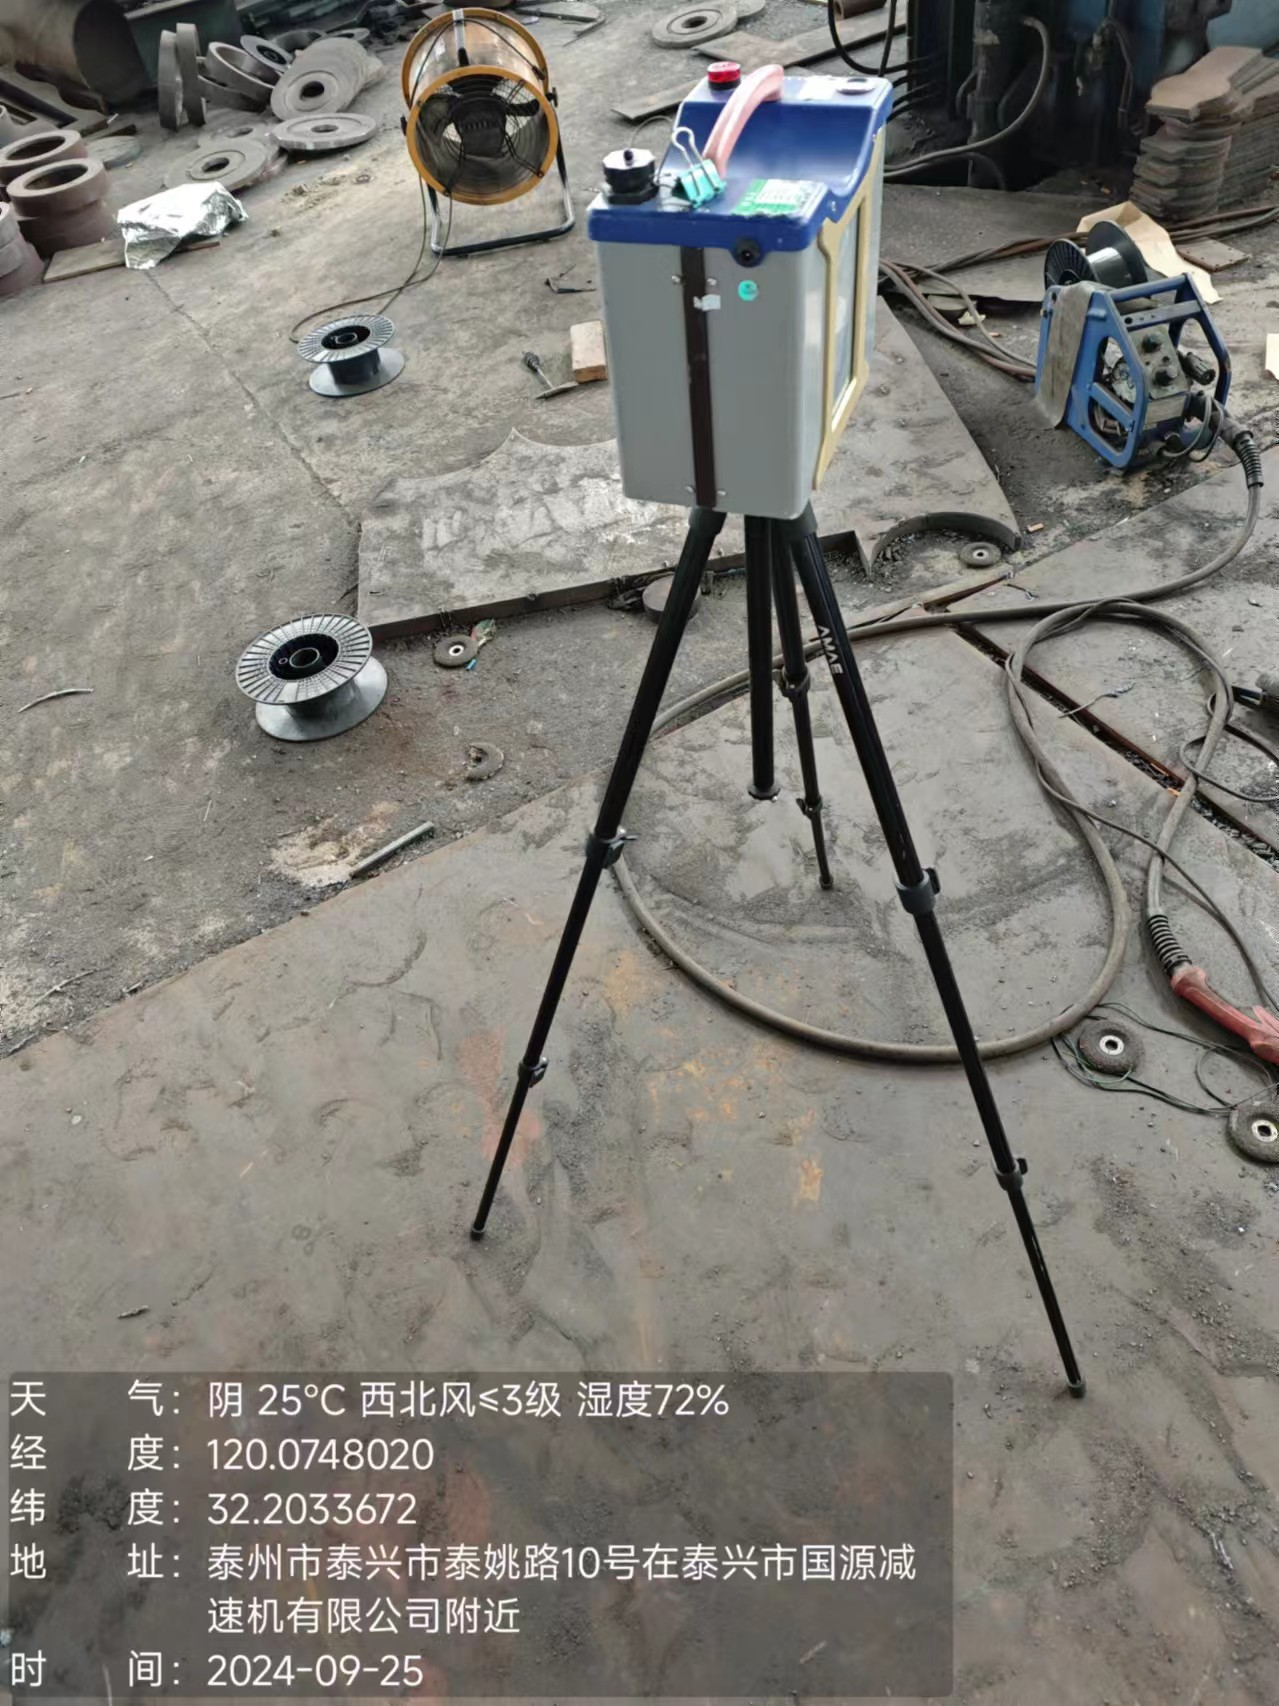 AMAE
天气：阴 25℃ 西北风≤3级 湿度72%
经度：120.0748020
纬度：32.2033672
地址：泰州市泰兴市泰姚路10号在泰兴市国源减
速机有限公司附近
时间：2024-09-25